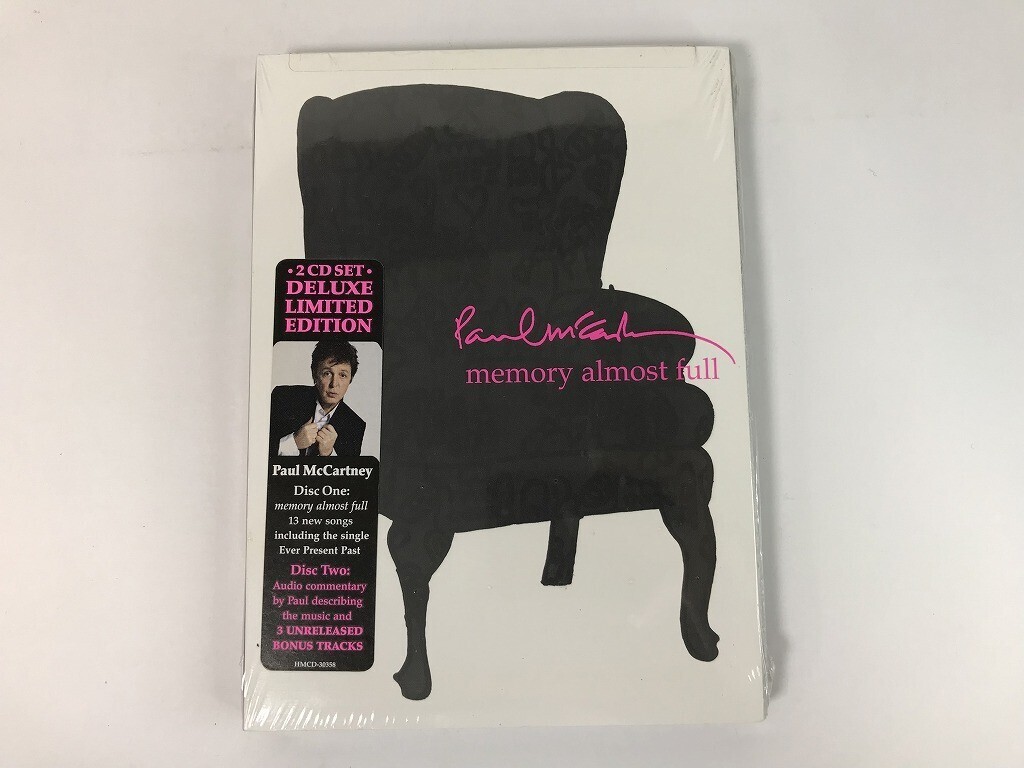 • 2 CD SET •
DELUXE
LIMITED
EDITION
Paul McCartney
Disc One:
memory almost full
13 new songs
including the single
Ever Present Past
Disc Two:
Audio commentary
by Paul describing
the music and
3 UNRELEASED
BONUS TRACKS
HMCD-30358
Paul McCartney
memory almost full